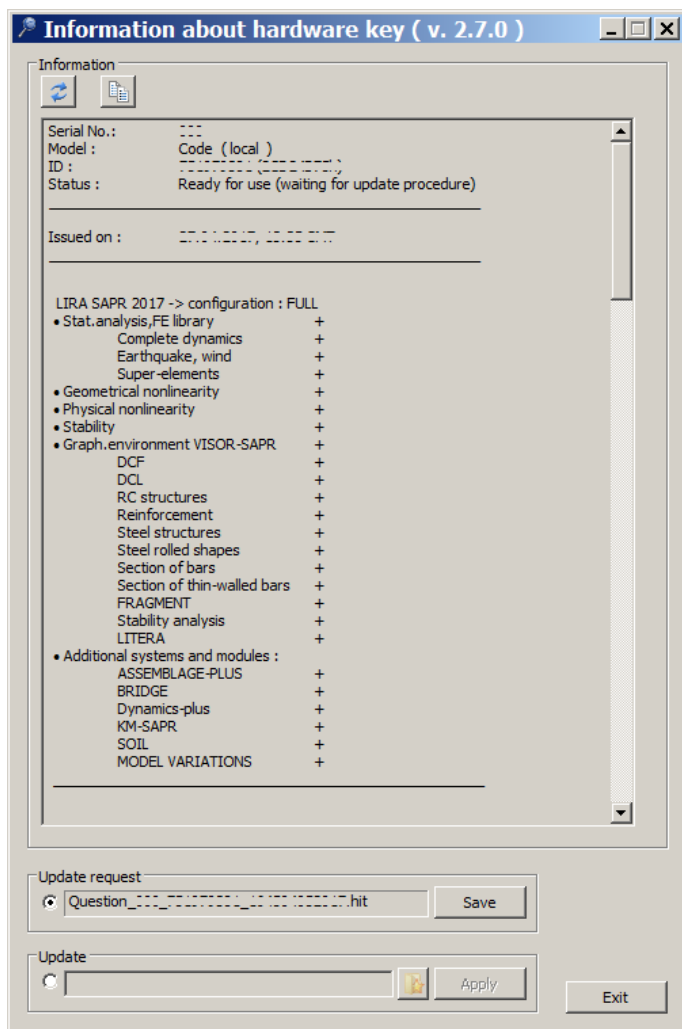 Information about hardware key ( v. 2.7.0 )
Information
Serial No.:
Model : Code ( local )
ID :
Status : Ready for use (waiting for update procedure)
Issued on :
LIRA SAPR 2017 -> configuration : FULL
• Stat.analysis,FE library +
Complete dynamics +
Earthquake, wind +
Super-elements +
• Geometrical nonlinearity +
• Physical nonlinearity +
• Stability +
• Graph.environment VISOR-SAPR +
DCF +
DCL +
RC structures +
Reinforcement +
Steel structures +
Steel rolled shapes +
Section of bars +
Section of thin-walled bars +
FRAGMENT +
Stability analysis +
LITERA +
• Additional systems and modules :
ASSEMBLAGE-PLUS +
BRIDGE +
Dynamics-plus +
KM-SAPR +
SOIL +
MODEL VARIATIONS +
Update request
Save
Update
Apply
Exit